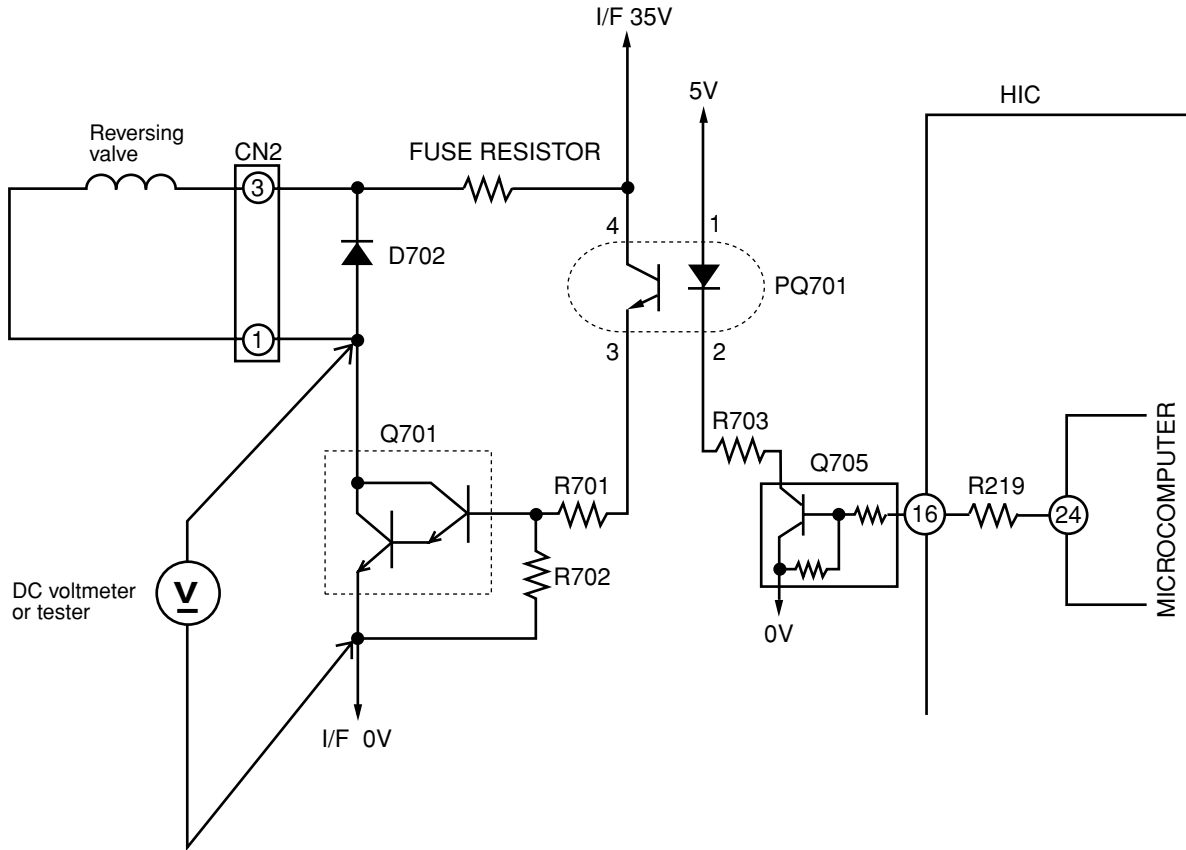 I/F 35V
5V
HIC
Reversing
valve
CN2
FUSE RESISTOR
3
4
1
D702
PQ701
1
3
2
Q701
R703
Q705
R701
R219
16
24
MICROCOMPUTER
R702
DC voltmeter
or tester
V
0V
I/F 0V